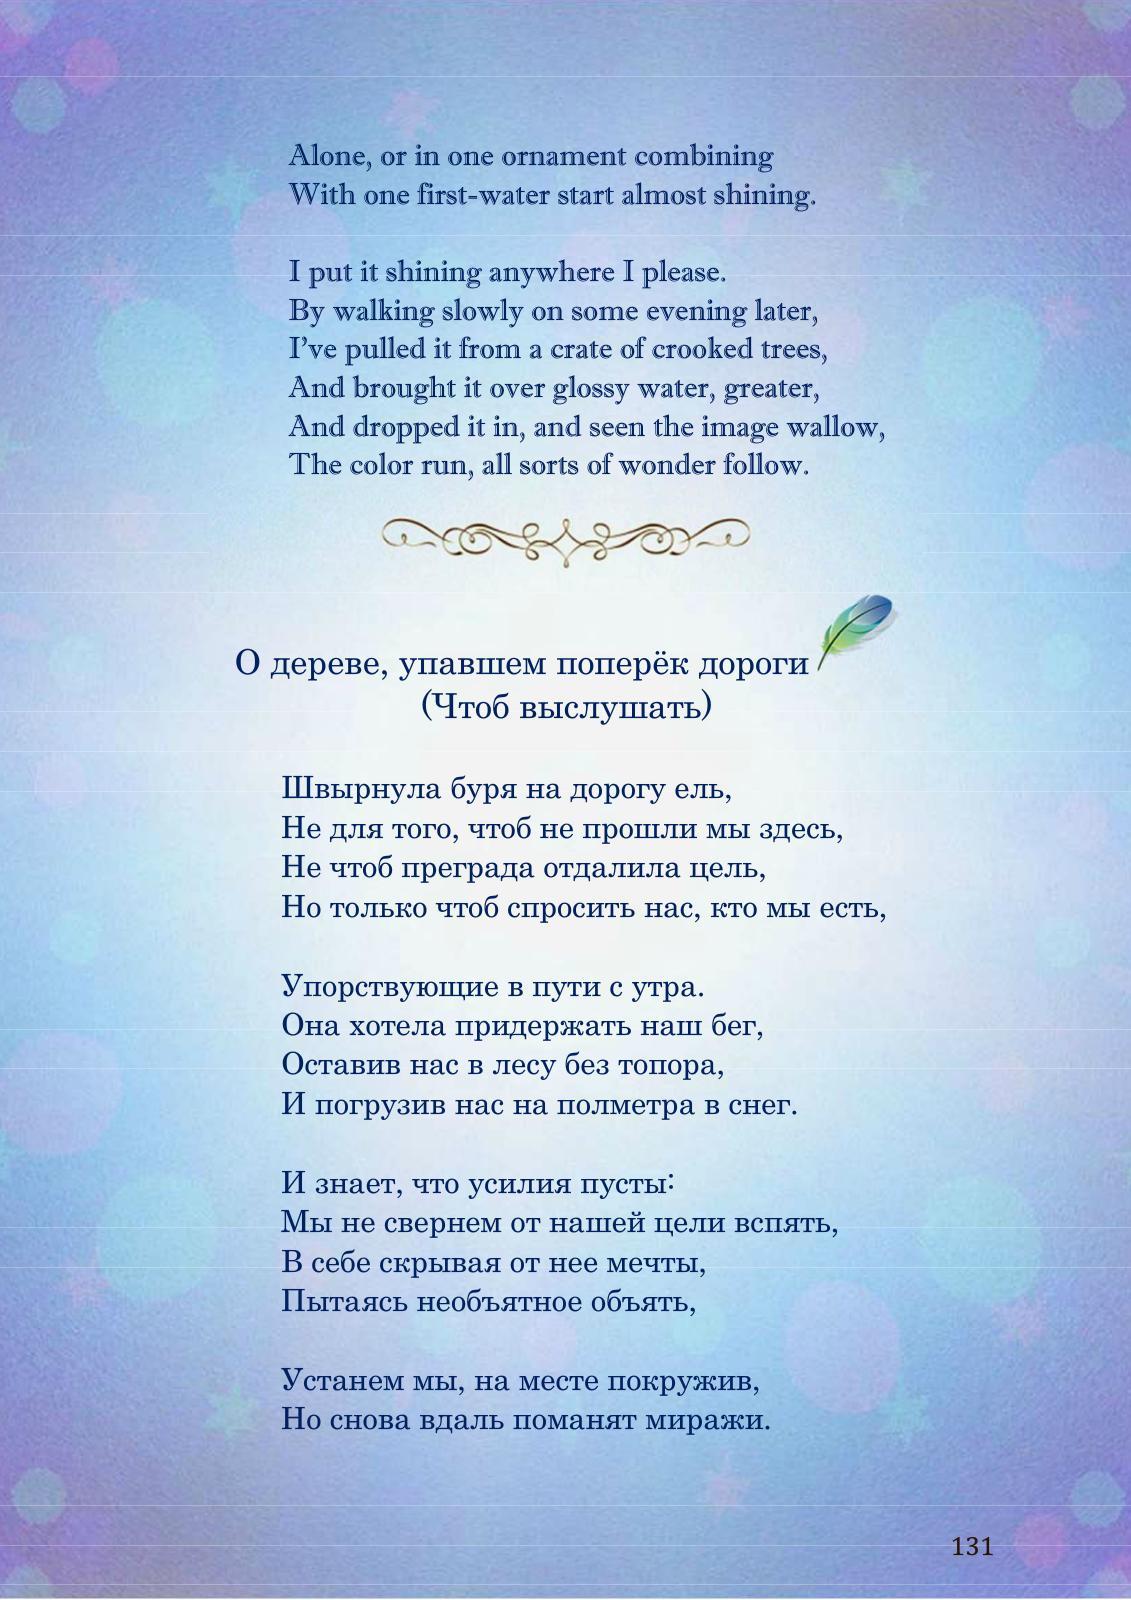 Alone, or in one ornament combining
With one first-water start almost shining.
I put it shining anywhere I please.
By walking slowly on some evening later,
I’ve pulled it from a crate of crooked trees,
And brought it over glossy water, greater,
And dropped it in, and seen the image wallow,
The color run, all sorts of wonder follow.
О дереве, упавшем поперёк дороги
(Чтоб выслушать)
Швырнула буря на дорогу ель,
Не для того, чтоб не прошли мы здесь,
Не чтоб преграда отдалила цель,
Но только чтоб спросить нас, кто мы есть,
Упорствующие в пути с утра.
Она хотела придержать наш бег,
Оставив нас в лесу без топора,
И погрузив нас на полметра в снег.
И знает, что усилия пусты:
Мы не свернем от нашей цели вспять,
В себе скрывая от нее мечты,
Пытаясь необъятное объять,
Устанем мы, на месте покружив,
Но снова вдаль поманят миражи.
131